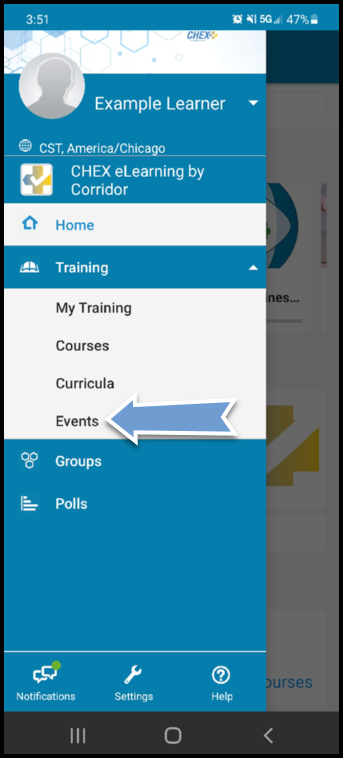 3:51 5G 47%
CHEX
Example Learner
CST, America/Chicago
CHEX eLearning by
Corridor
Home
Training
My Training
Courses
Curricula
Events
Groups
Polls
Notifications Settings Help
ines...
ourses